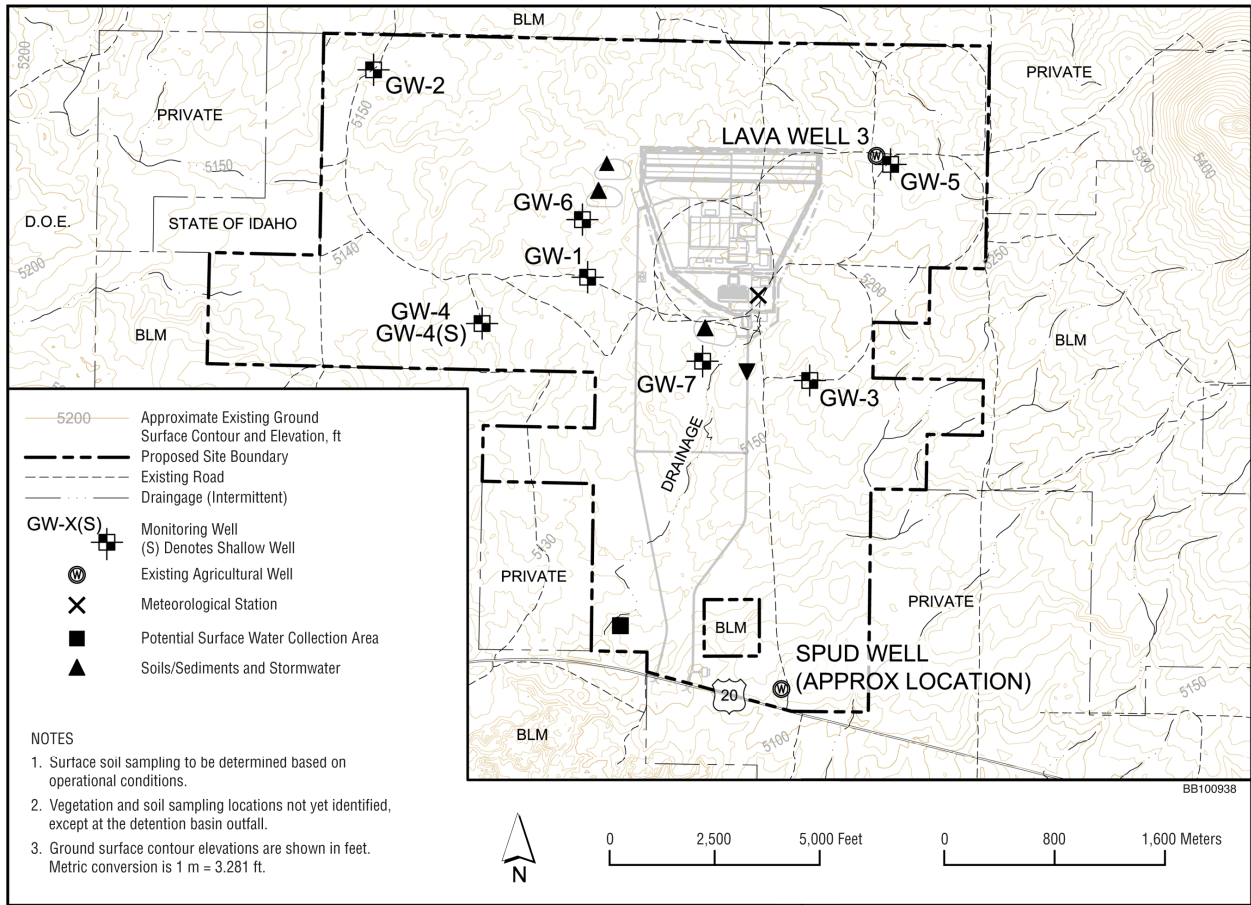 BLM
5200
PRIVATE
PRIVATE
GW-2
5150
LAVA WELL 3
W
GW-5
5300
5400
5150
GW-6
D.O.E.
STATE OF IDAHO
GW-1
5140
5200
5250
5200
GW-4
GW-4(S)
BLM
BLM
GW-7
GW-3
5150
DRAINAGE
5130
PRIVATE
PRIVATE
BLM
SPUD WELL
(APPROX LOCATION)
W
20
5150
5100
BLM
5200
Approximate Existing Ground
Surface Contour and Elevation, ft
Proposed Site Boundary
Existing Road
Draingage (Intermittent)
GW-X(S)
Monitoring Well
(S) Denotes Shallow Well
W
Existing Agricultural Well
Meteorological Station
Potential Surface Water Collection Area
Soils/Sediments and Stormwater
NOTES
1. Surface soil sampling to be determined based on
operational conditions.
2. Vegetation and soil sampling locations not yet identified,
except at the detention basin outfall.
3. Ground surface contour elevations are shown in feet.
Metric conversion is 1 m = 3.281 ft.
BB100938
N
0 2,500 5,000 Feet
0 800 1,600 Meters